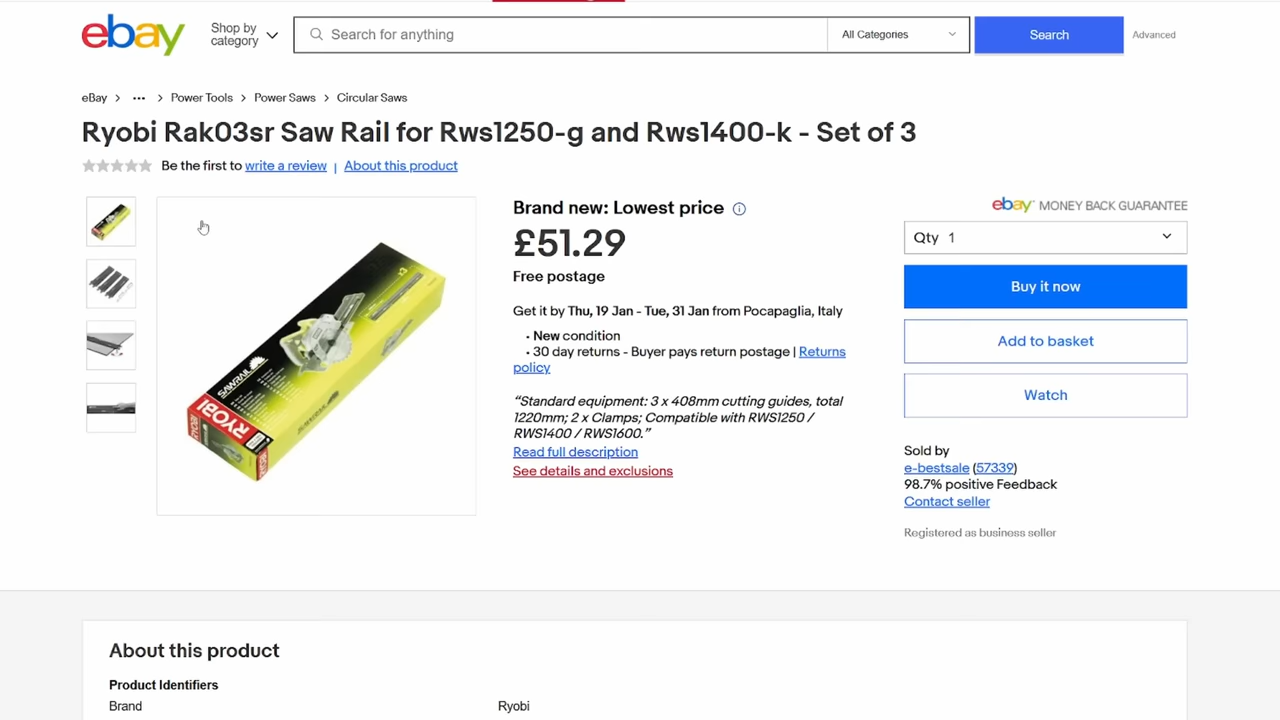 ebay
Shop by
category
Search for anything
All Categories
Search
Advanced
eBay > ... > Power Tools > Power Saws > Circular Saws
Ryobi Rak03sr Saw Rail for Rws1250-g and Rws1400-k - Set of 3
Be the first to write a review | About this product
SAWRAIL
RYOBI
x3
Brand new: Lowest price
£51.29
Free postage
Get it by Thu, 19 Jan - Tue, 31 Jan from Pocapaglia, Italy
• New condition
• 30 day returns - Buyer pays return postage | Returns
policy
“Standard equipment: 3 x 408mm cutting guides, total
1220mm; 2 x Clamps; Compatible with RWS1250 /
RWS1400 / RWS1600.”
Read full description
See details and exclusions
ebay MONEY BACK GUARANTEE
Qty 1
Buy it now
Add to basket
Watch
Sold by
e-bestsale (57339)
98.7% positive Feedback
Contact seller
Registered as business seller
About this product
Product Identifiers
Brand Ryobi